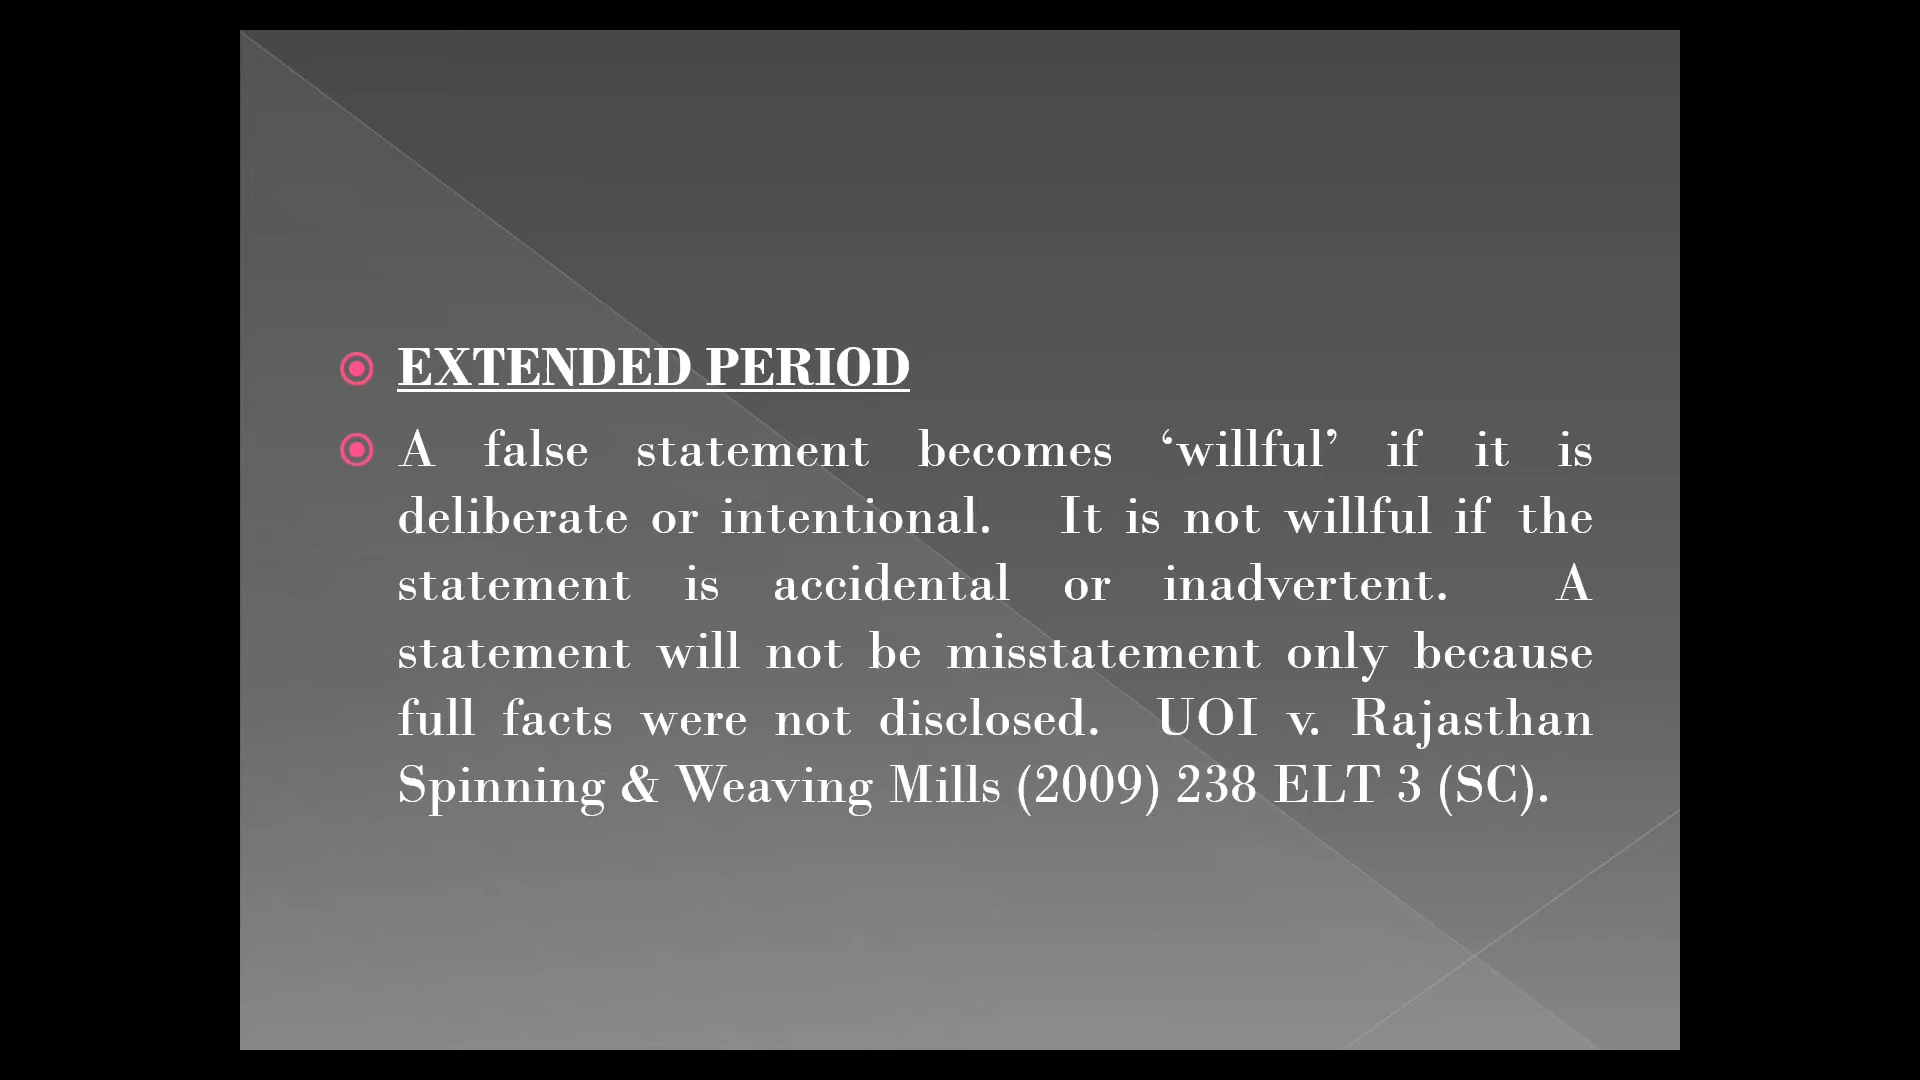 EXTENDED PERIOD
A false statement becomes ‘willful’ if it is
deliberate or intentional. It is not willful if the
statement is accidental or inadvertent. A
statement will not be misstatement only because
full facts were not disclosed. UOI v. Rajasthan
Spinning & Weaving Mills (2009) 238 ELT 3 (SC).